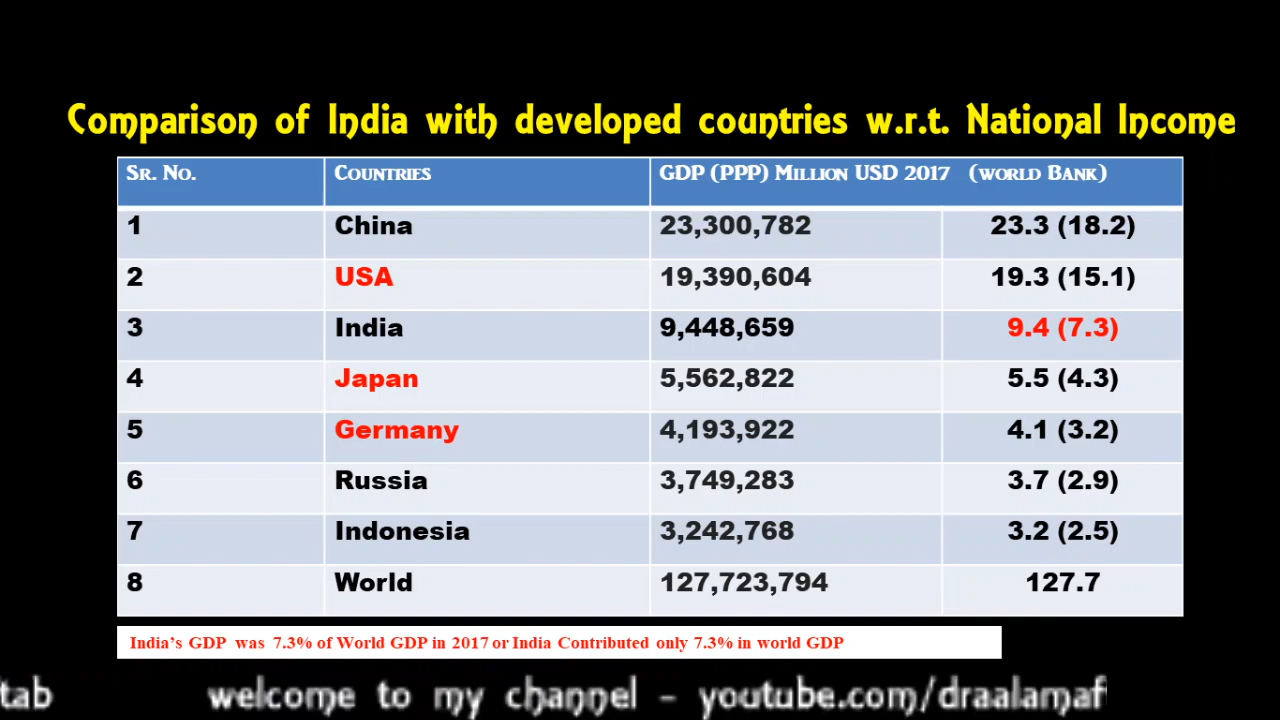 Comparison of India with developed countries w.r.t. National Income
Sr. No. Countries GDP (PPP) Million USD 2017 (world Bank)
1 China 23,300,782 23.3 (18.2)
2 USA 19,390,604 19.3 (15.1)
3 India 9,448,659 9.4 (7.3)
4 Japan 5,562,822 5.5 (4.3)
5 Germany 4,193,922 4.1 (3.2)
6 Russia 3,749,283 3.7 (2.9)
7 Indonesia 3,242,768 3.2 (2.5)
8 World 127,723,794 127.7
India's GDP was 7.3% of World GDP in 2017 or India Contributed only 7.3% in world GDP
tab welcome to my channel - youtube.com/draalamaf